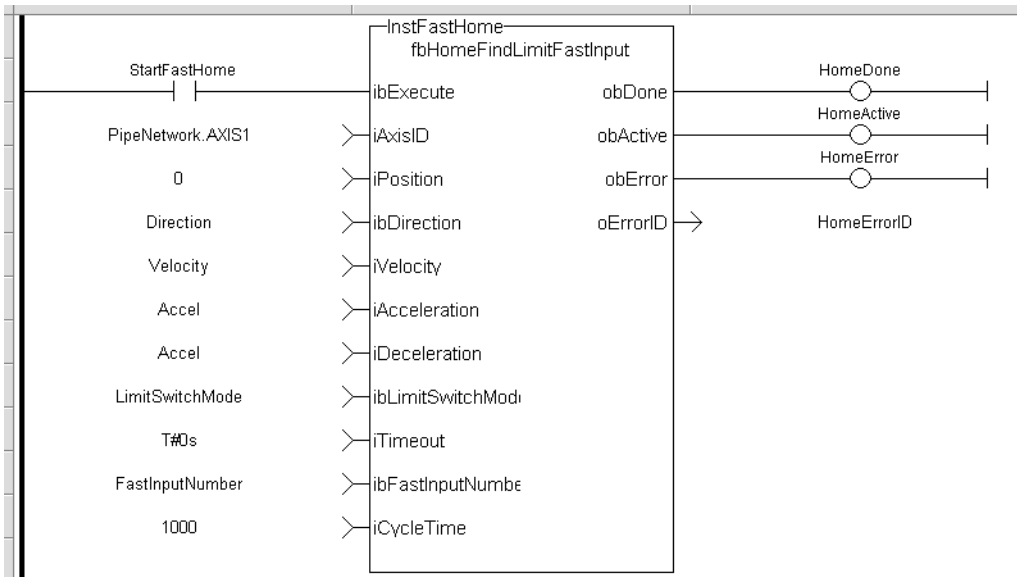 InstFastHome
fbHomeFindLimitFastInput
StartFastHome
ibExecute
obDone
HomeDone
PipeNetwork.AXIS1
iAxisID
obActive
HomeActive
0
iPosition
obError
HomeError
Direction
ibDirection
oErrorID
HomeErrorID
Velocity
iVelocity
Accel
iAcceleration
Accel
iDeceleration
LimitSwitchMode
ibLimitSwitchMod
T#0s
iTimeout
FastInputNumber
ibFastInputNumbe
1000
iCycleTime